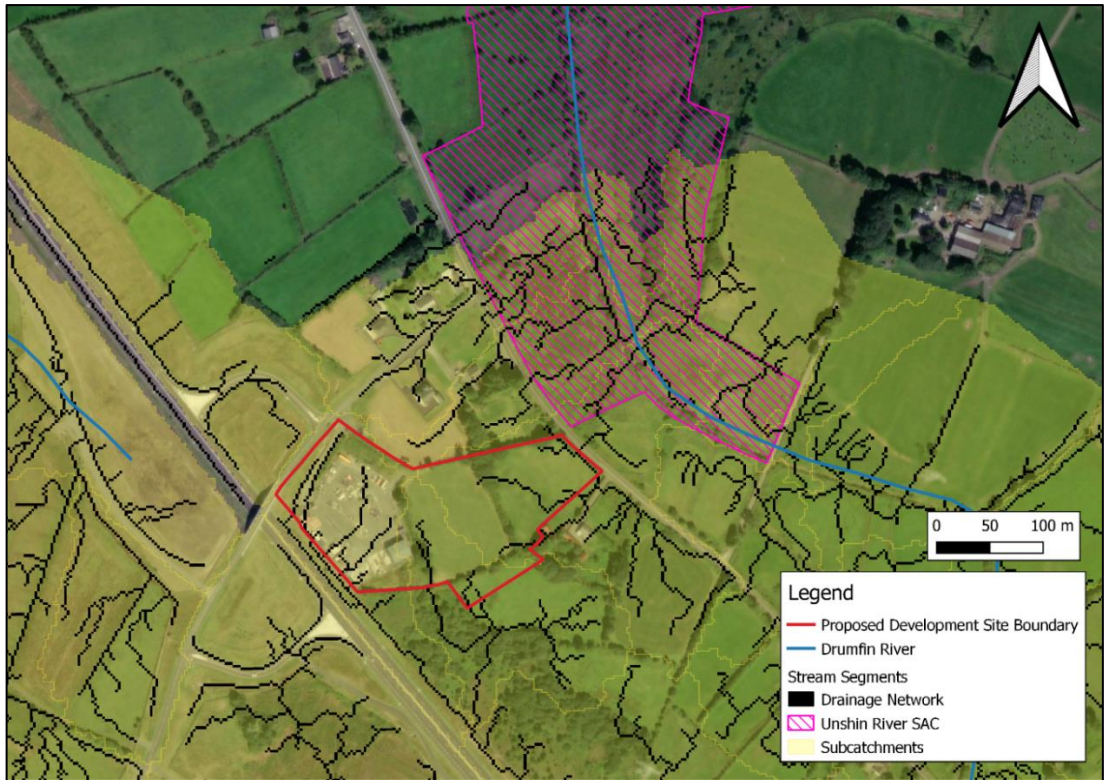 0 50 100 m
Legend
Proposed Development Site Boundary
Drumfin River
Stream Segments
Drainage Network
Unshin River SAC
Subcatchments